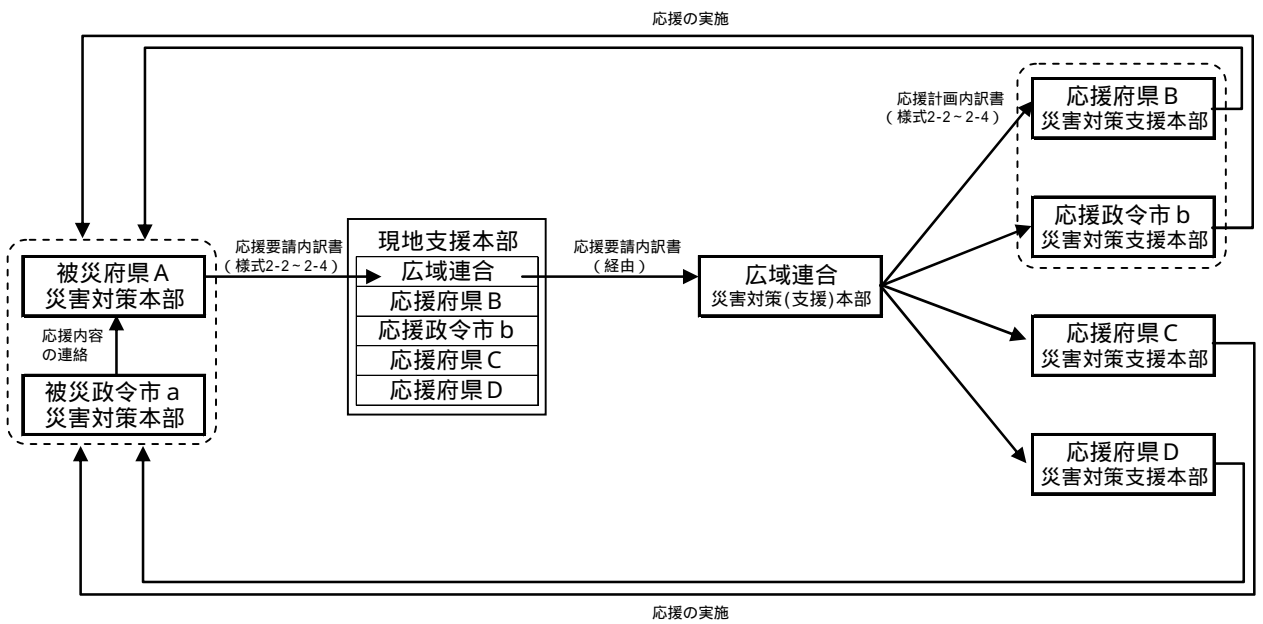 応援の実施
応援計画内訳書
（様式2-2~2-4）
応援府県Ｂ
災害対策支援本部
応援政令市ｂ
災害対策支援本部
被災府県Ａ
災害対策本部
応援内容
の連絡
被災政令市ａ
災害対策本部
応援要請内訳書
（様式2-2~2-4）
現地支援本部
広域連合
応援府県Ｂ
応援政令市ｂ
応援府県Ｃ
応援府県Ｄ
応援要請内訳書
（経由）
広域連合
災害対策(支援)本部
応援府県Ｃ
災害対策支援本部
応援府県Ｄ
災害対策支援本部
応援の実施